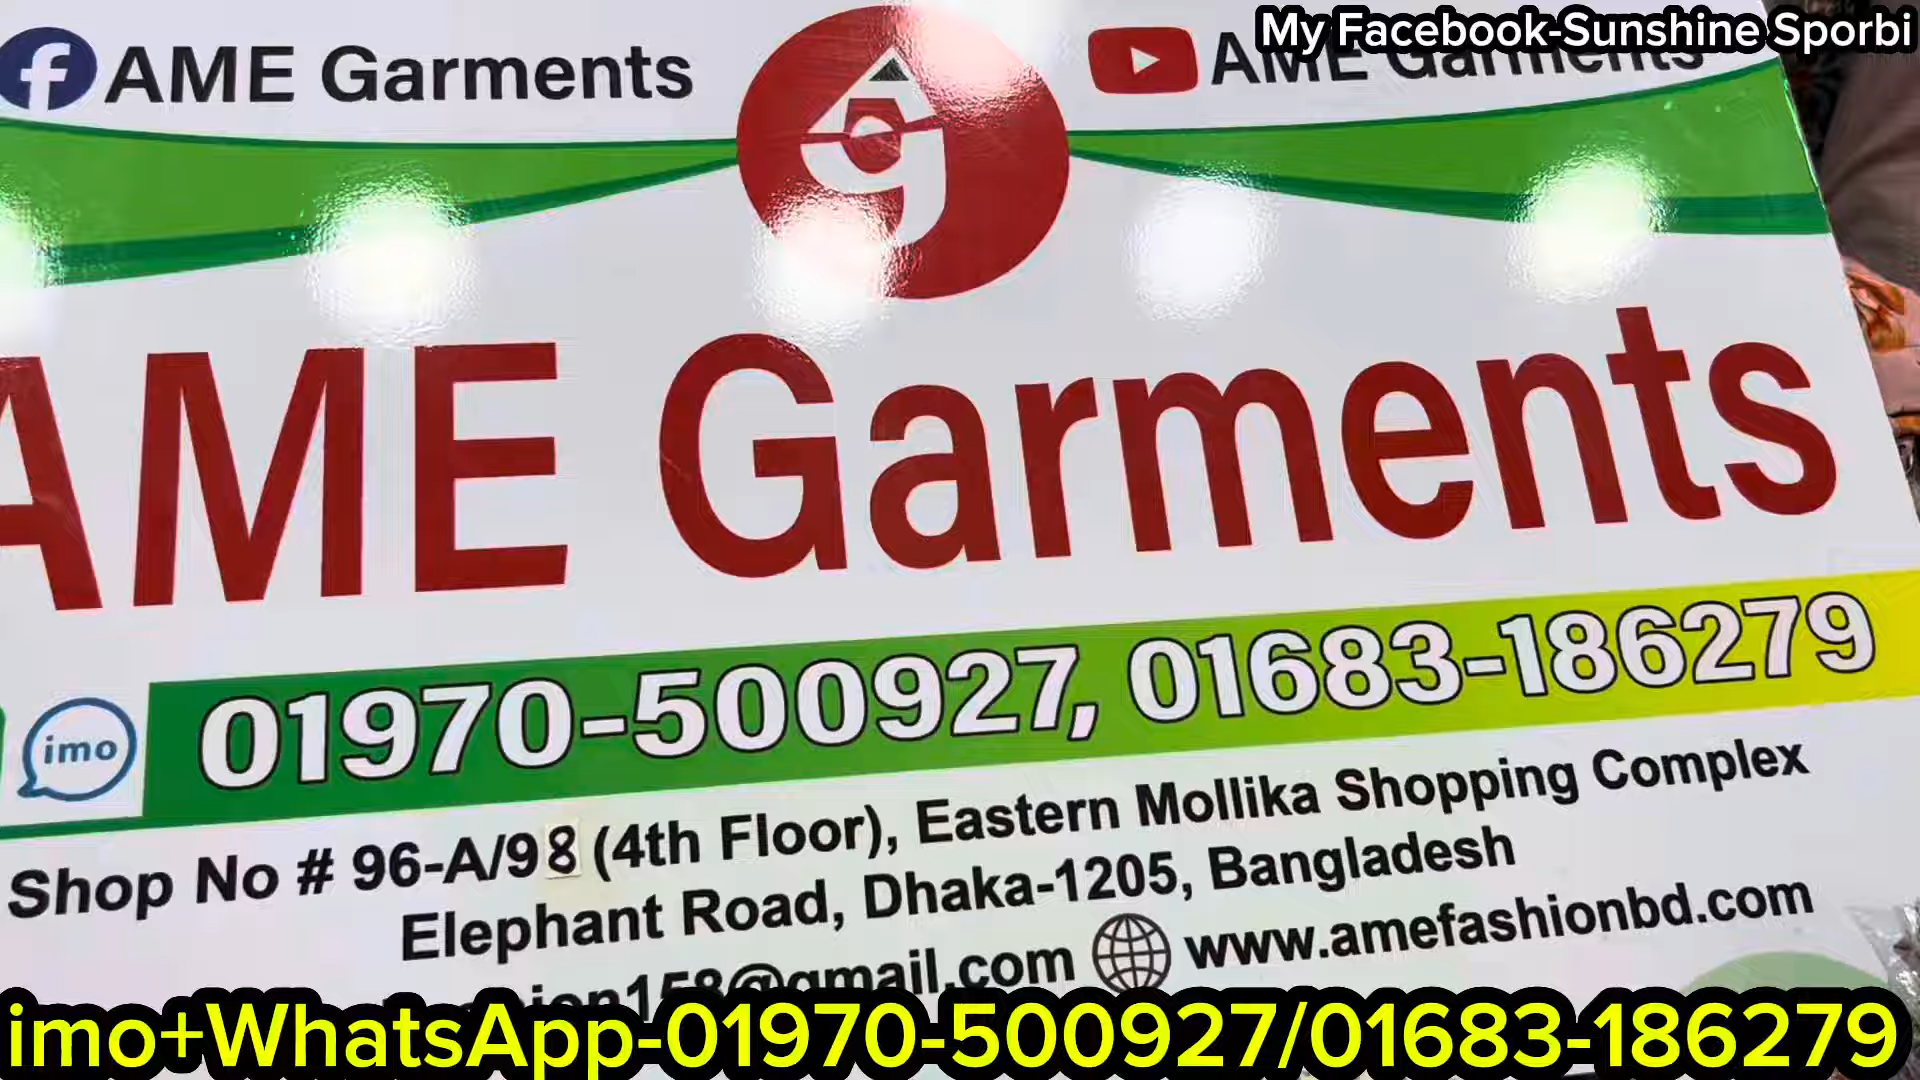 My Facebook-Sunshine Sporbi
AME Garments
AME Garments
AME Garments
imo 01970-500927, 01683-186279
Shop No # 96-A/98 (4th Floor), Eastern Mollika Shopping Complex
Elephant Road, Dhaka-1205, Bangladesh
www.amefashionbd.com
imo+WhatsApp-01970-500927/01683-186279